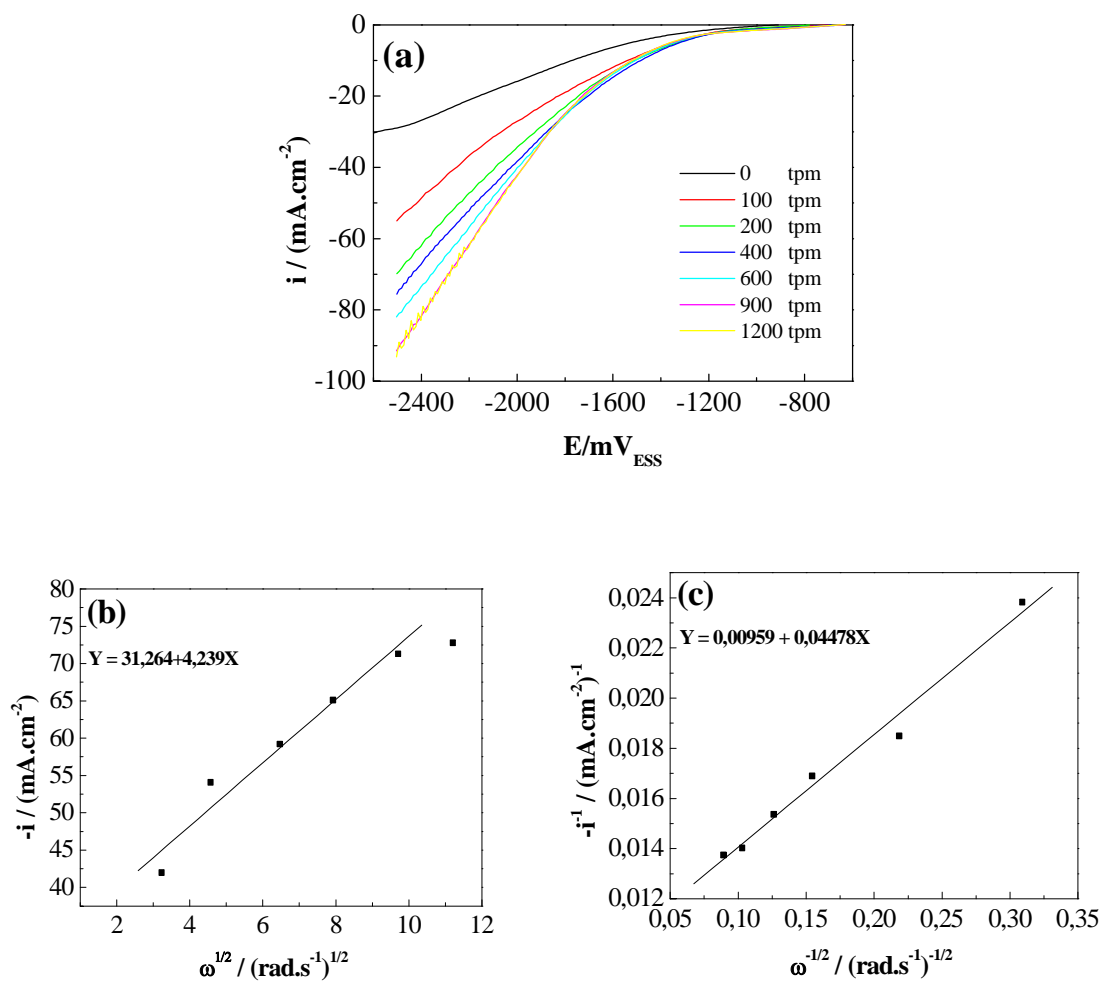 (a)
0
-20
-40
-60
-80
-100
i / (mA.cm-2)
0 tpm
100 tpm
200 tpm
400 tpm
600 tpm
900 tpm
1200 tpm
-2400 -2000 -1600 -1200 -800
E/mVESS
(b)
Y = 31,264+4,239X
80
75
70
65
60
55
50
45
40
-i / (mA.cm-2)
2 4 6 8 10 12
ω1/2 / (rad.s-1)1/2
(c)
Y = 0,00959 + 0,04478X
0,024
0,022
0,020
0,018
0,016
0,014
0,012
-i-1 / (mA.cm-2)-1
0,05 0,10 0,15 0,20 0,25 0,30 0,35
ω-1/2 / (rad.s-1)-1/2